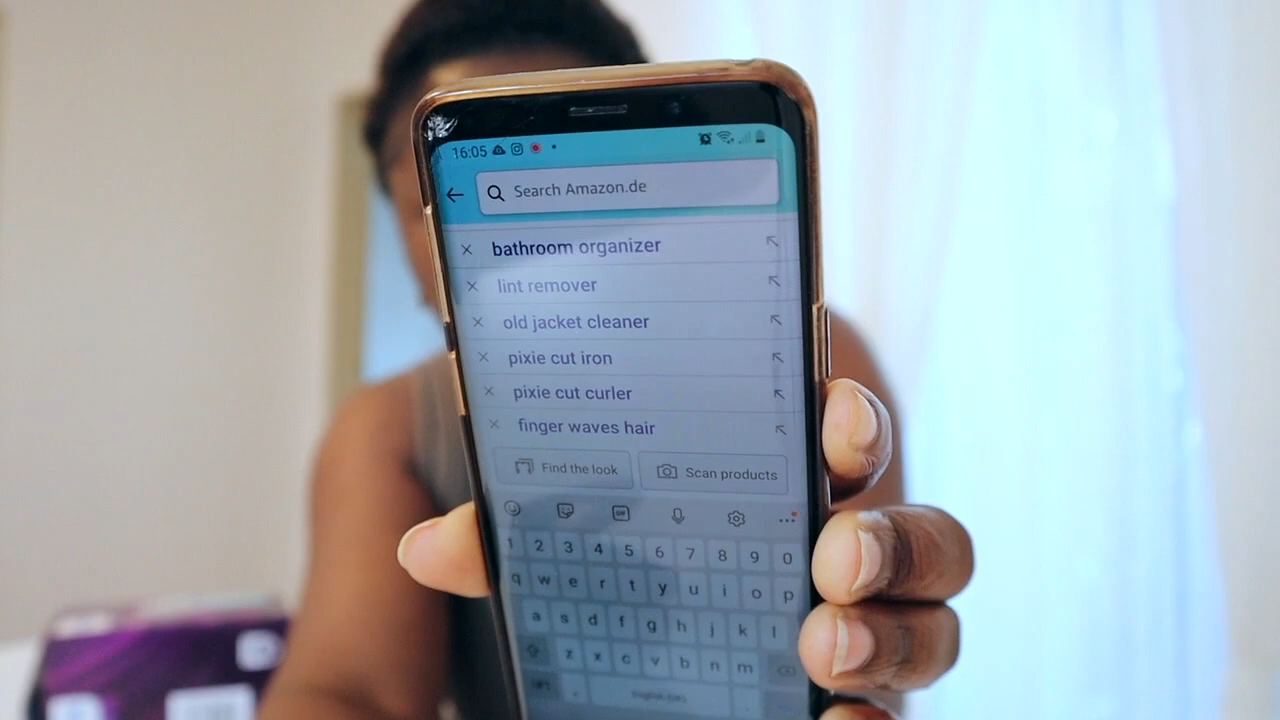 16:05
Search Amazon.de
bathroom organizer
lint remover
old jacket cleaner
pixie cut iron
pixie cut curler
finger waves hair
Find the look Scan products
GIF
1 2 3 4 5 6 7 8 9 0
q w e r t y u i o p
a s d f g h j k l
z x c v b n m
, .